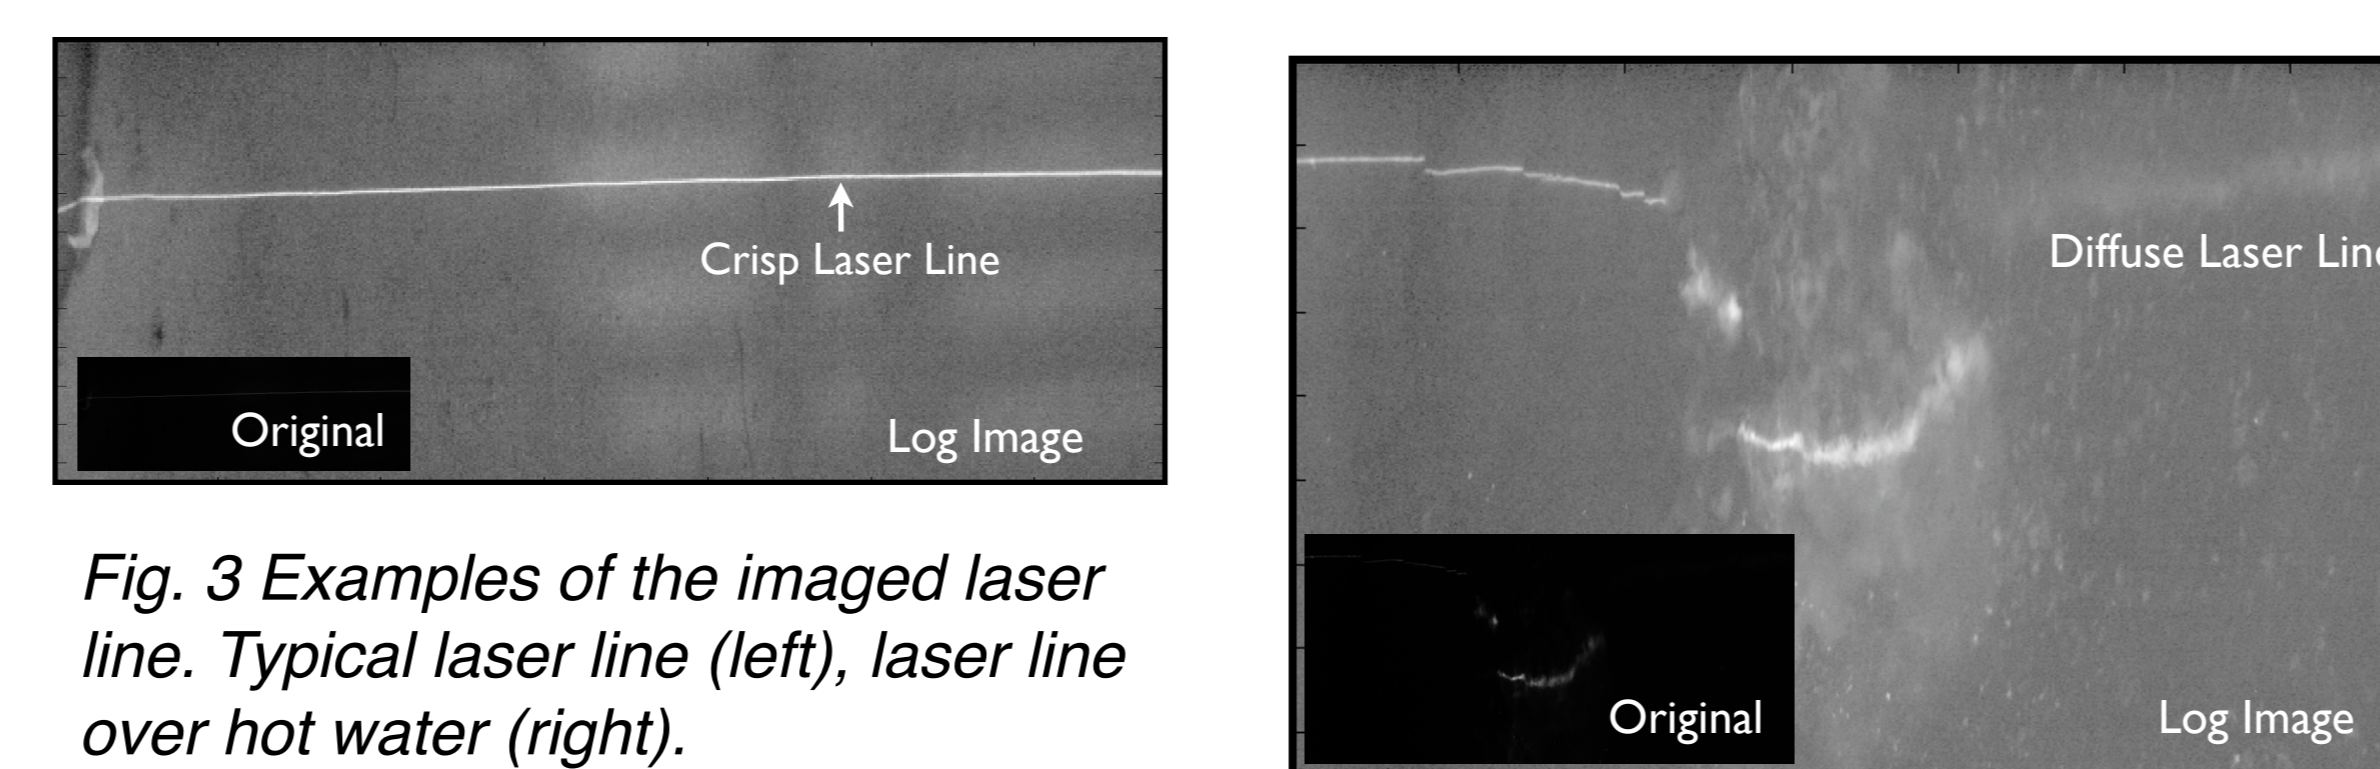 Crisp Laser Line
Original
Log Image
Fig. 3 Examples of the imaged laser
line. Typical laser line (left), laser line
over hot water (right).
Diffuse Laser Line
Original
Log Image